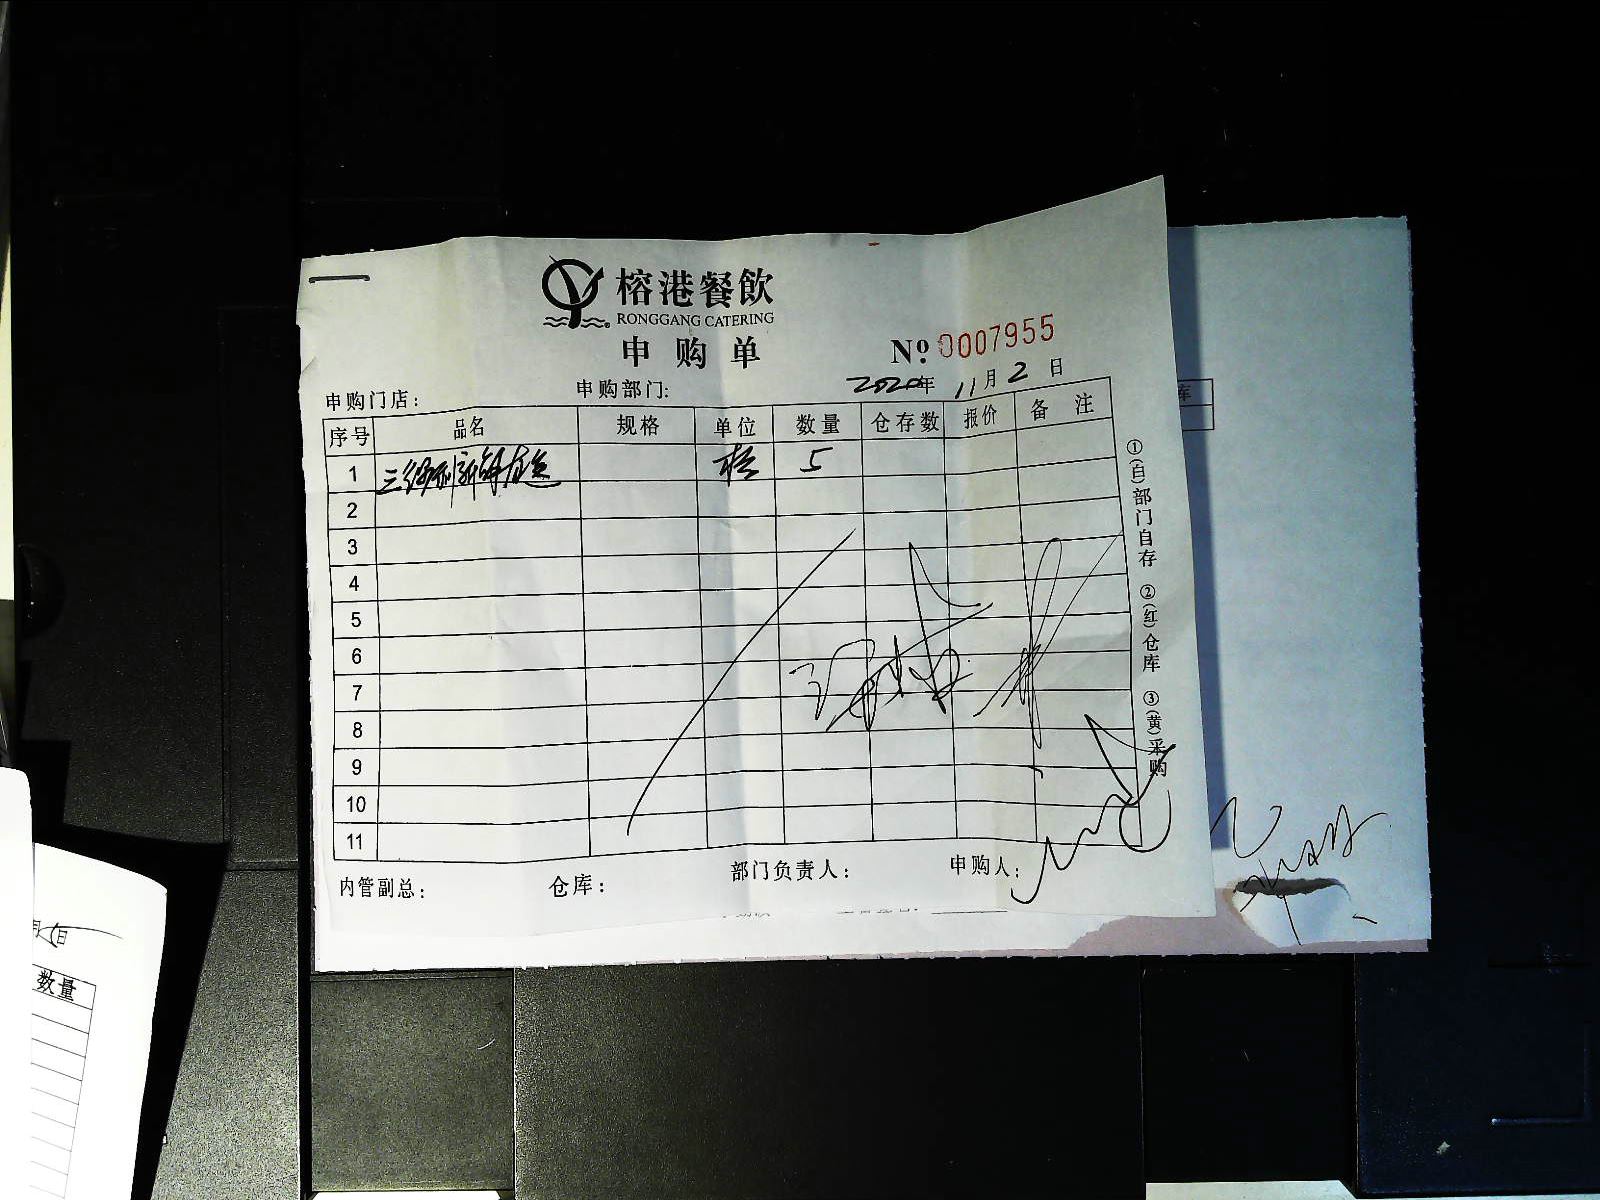 榕港餐飲
RONGGANG CATERING
申购单
№ 0007955
申购门店:
申购部门:
2020年 11月 2日
序号 品名 规格 单位 数量 仓存数 报价 备注
1 5
2
3
4
5
6
7
8
9
10
11
内管副总: 仓库: 部门负责人: 申购人:
①(白)部门自存 ②(红)仓库 ③(黄)采购
库
月5日
数量